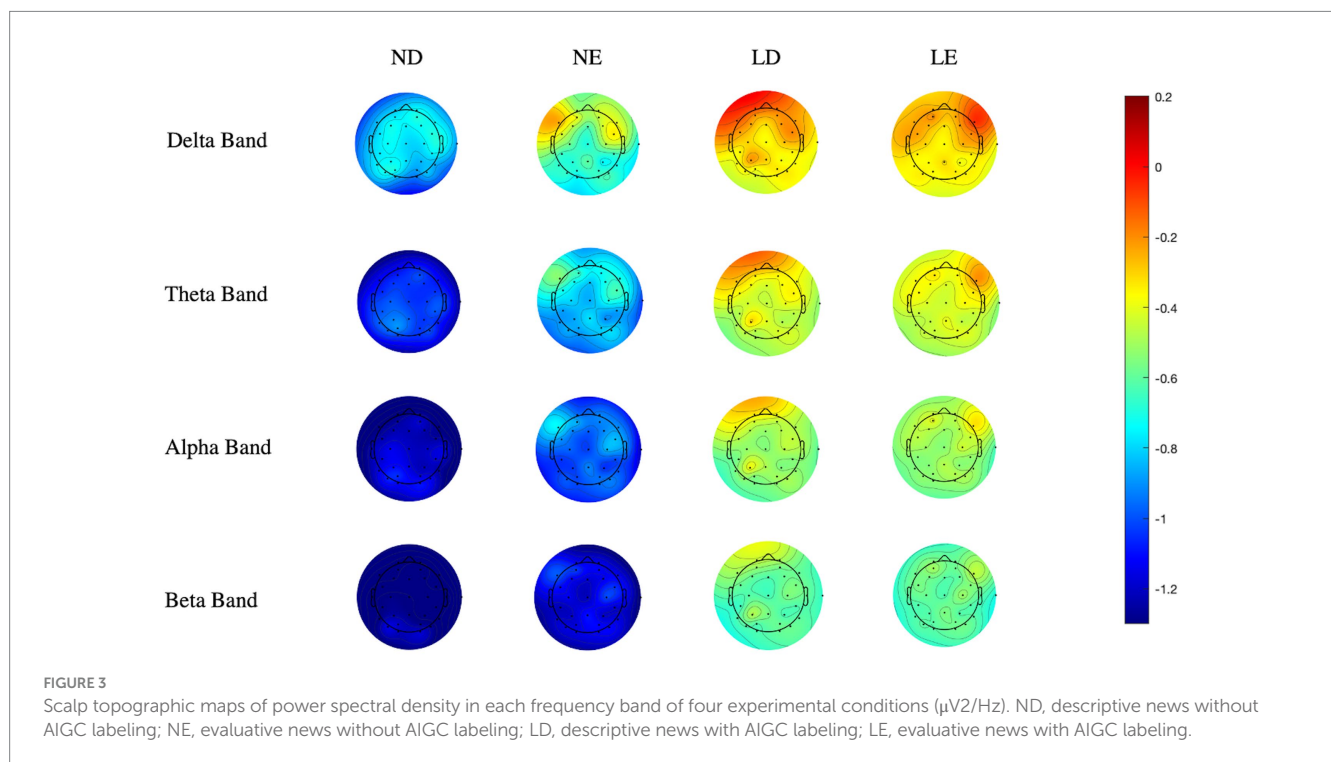 ND NE LD LE
Delta Band
Theta Band
Alpha Band
Beta Band
0.2
0
-0.2
-0.4
-0.6
-0.8
-1
-1.2
FIGURE 3
Scalp topographic maps of power spectral density in each frequency band of four experimental conditions (μV2/Hz). ND, descriptive news without
AIGC labeling; NE, evaluative news without AIGC labeling; LD, descriptive news with AIGC labeling; LE, evaluative news with AIGC labeling.